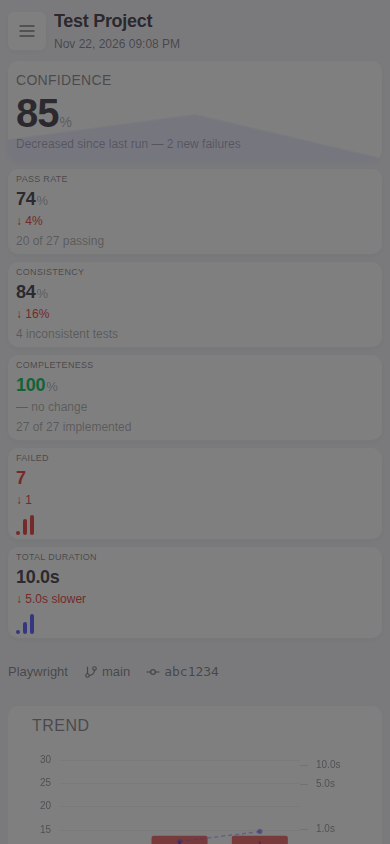 Test Project
Nov 22, 2026 09:08 PM
CONFIDENCE
85%
Decreased since last run — 2 new failures
PASS RATE
74%
↓ 4%
20 of 27 passing
CONSISTENCY
84%
↓ 16%
4 inconsistent tests
COMPLETENESS
100%
— no change
27 of 27 implemented
FAILED
7
↓ 1
TOTAL DURATION
10.0s
↓ 5.0s slower
Playwright main abc1234
TREND
30 10.0s
25 5.0s
20
15 1.0s